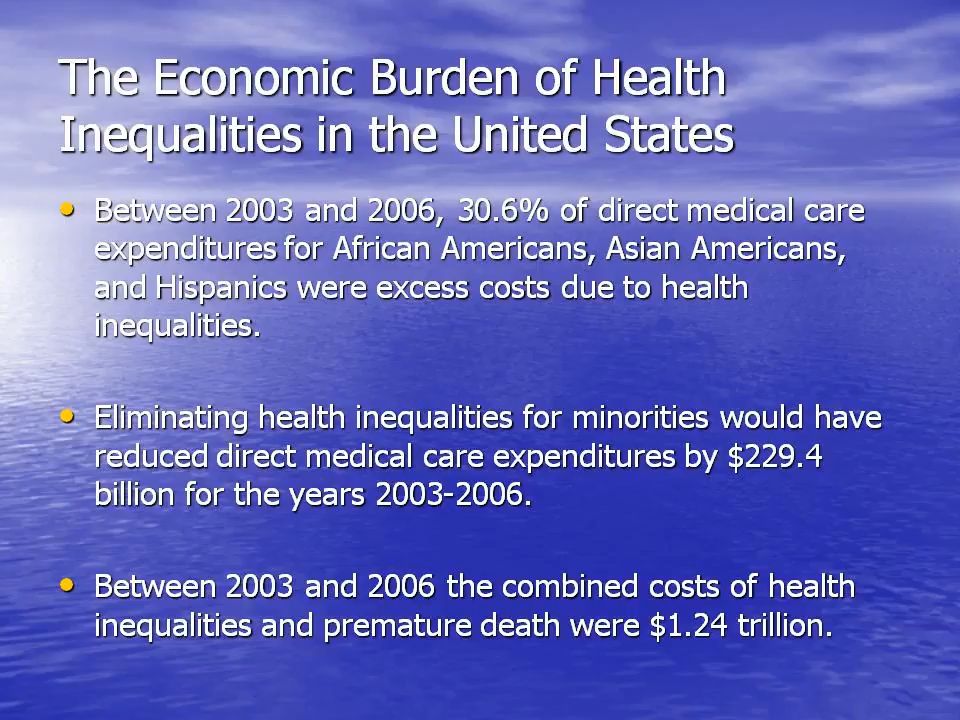 The Economic Burden of Health
Inequalities in the United States
• Between 2003 and 2006, 30.6% of direct medical care
expenditures for African Americans, Asian Americans,
and Hispanics were excess costs due to health
inequalities.
• Eliminating health inequalities for minorities would have
reduced direct medical care expenditures by $229.4
billion for the years 2003-2006.
• Between 2003 and 2006 the combined costs of health
inequalities and premature death were $1.24 trillion.